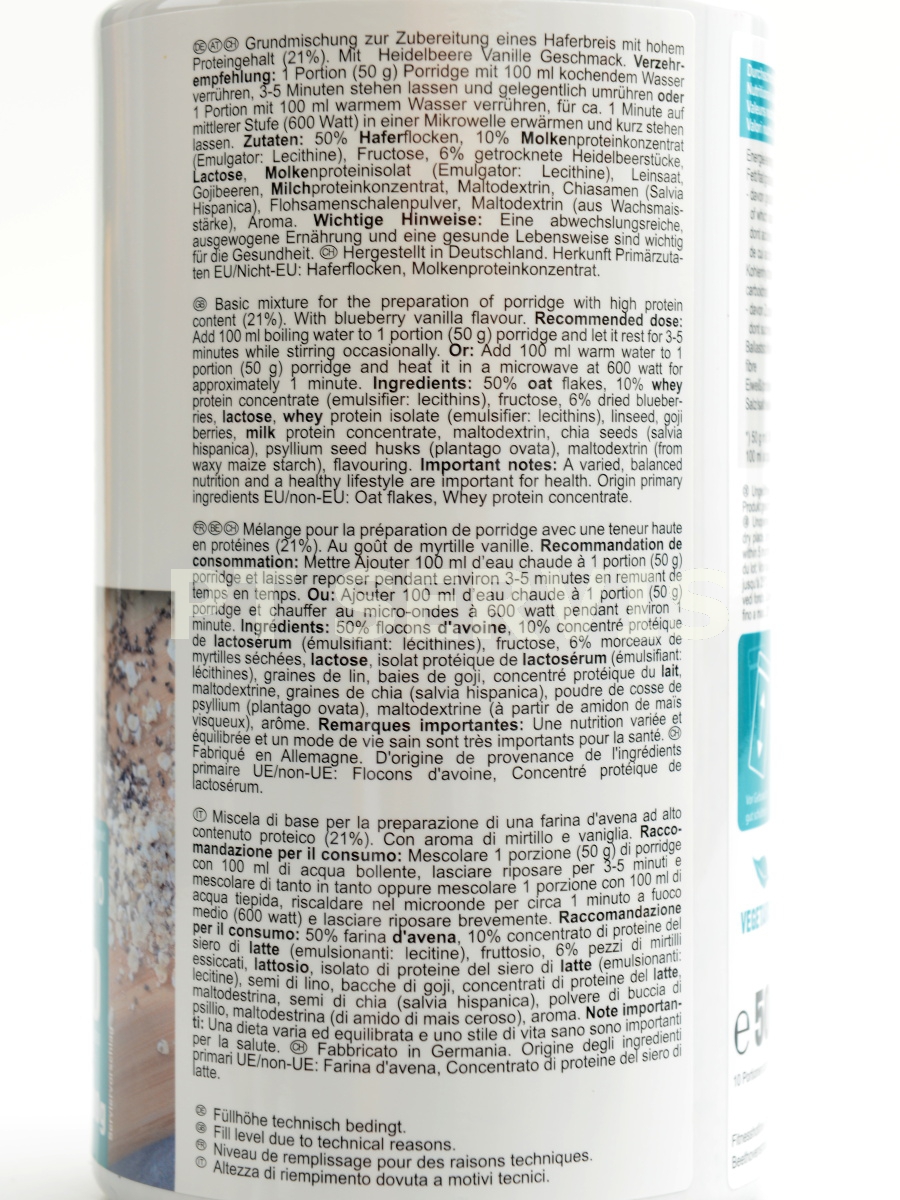 DE AT CH Grundmischung zur Zubereitung eines Haferbreis mit hohem
Proteingehalt (21%). Mit Heidelbeere Vanille Geschmack. Verzehr-
empfehlung: 1 Portion (50 g) Porridge mit 100 ml kochendem Wasser
verrühren, 3-5 Minuten stehen lassen und gelegentlich umrühren oder
1 Portion mit 100 ml warmem Wasser verrühren, für ca. 1 Minute auf
mittlerer Stufe (600 Watt) in einer Mikrowelle erwärmen und kurz stehen
lassen. Zutaten: 50% Haferflocken, 10% Molkenproteinkonzentrat
(Emulgator: Lecithine), Fructose, 6% getrocknete Heidelbeerstücke,
Lactose, Molkenproteinisolat (Emulgator: Lecithine), Leinsaat,
Gojibeeren, Milchproteinkonzentrat, Maltodextrin, Chiasamen (Salvia
Hispanica), Flohsamenschalenpulver, Maltodextrin (aus Wachsmais-
stärke), Aroma. Wichtige Hinweise: Eine abwechslungsreiche,
ausgewogene Ernährung und eine gesunde Lebensweise sind wichtig
für die Gesundheit. CH Hergestellt in Deutschland. Herkunft Primärzuta-
ten EU/Nicht-EU: Haferflocken, Molkenproteinkonzentrat.
GB Basic mixture for the preparation of porridge with high protein
content (21%). With blueberry vanilla flavour. Recommended dose:
Add 100 ml boiling water to 1 portion (50 g) porridge and let it rest for 3-5
minutes while stirring occasionally. Or: Add 100 ml warm water to 1
portion (50 g) porridge and heat it in a microwave at 600 watt for
approximately 1 minute. Ingredients: 50% oat flakes, 10% whey
protein concentrate (emulsifier: lecithins), fructose, 6% dried blueber-
ries, lactose, whey protein isolate (emulsifier: lecithins), linseed, goji
berries, milk protein concentrate, maltodextrin, chia seeds (salvia
hispanica), psyllium seed husks (plantago ovata), maltodextrin (from
waxy maize starch), flavouring. Important notes: A varied, balanced
nutrition and a healthy lifestyle are important for health. Origin primary
ingredients EU/non-EU: Oat flakes, Whey protein concentrate.
FR BE CH Mélange pour la préparation de porridge avec une teneur haute
en protéines (21%). Au goût de myrtille vanille. Recommandation de
consommation: Mettre Ajouter 100 ml d'eau chaude à 1 portion (50 g)
porridge et laisser reposer pendant environ 3-5 minutes en remuant de
temps en temps. Ou: Ajouter 100 ml d'eau chaude à 1 portion (50 g)
porridge et chauffer au micro-ondes à 600 watt pendant environ 1
minute. Ingrédients: 50% flocons d'avoine, 10% concentré protéique
de lactosérum (émulsifiant: lécithines), fructose, 6% morceaux de
myrtilles séchées, lactose, isolat protéique de lactosérum (émulsifiant:
lécithines), graines de lin, baies de goji, concentré protéique du lait,
maltodextrine, graines de chia (salvia hispanica), poudre de cosse de
psyllium (plantago ovata), maltodextrine (à partir de amidon de maïs
visqueux), arôme. Remarques importantes: Une nutrition variée et
équilibrée et un mode de vie sain sont très importants pour la santé. CH
Fabriqué en Allemagne. D'origine de provenance de l'ingrédients
primaire UE/non-UE: Flocons d'avoine, Concentré protéique de
lactosérum.
IT Miscela di base per la preparazione di una farina d'avena ad alto
contenuto proteico (21%). Con aroma di mirtillo e vaniglia. Racco-
mandazione per il consumo: Mescolare 1 porzione (50 g) di porridge
con 100 ml di acqua bollente, lasciare riposare per 3-5 minuti e
mescolare di tanto in tanto oppure mescolare 1 porzione con 100 ml di
acqua tiepida, riscaldare nel microonde per circa 1 minuto a fuoco
medio (600 watt) e lasciare riposare brevemente. Raccomandazione
per il consumo: 50% farina d'avena, 10% concentrato di proteine del
siero di latte (emulsionanti: lecitine), fruttosio, 6% pezzi di mirtilli
essiccati, lattosio, isolato di proteine del siero di latte (emulsionanti:
lecitine), semi di lino, bacche di goji, concentrati di proteine del latte,
maltodestrina, semi di chia (salvia hispanica), polvere di buccia di
psillio, maltodestrina (di amido di mais ceroso), aroma. Note importan-
ti: Una dieta varia ed equilibrata e uno stile di vita sano sono importanti
per la salute. CH Fabbricato in Germania. Origine degli ingredienti
primari UE/non-UE: Farina d'avena, Concentrato di proteine del siero di
latte.
DE Füllhöhe technisch bedingt.
GB Fill level due to technical reasons.
FR Niveau de remplissage pour des raisons techniques.
IT Altezza di riempimento dovuta a motivi tecnici.